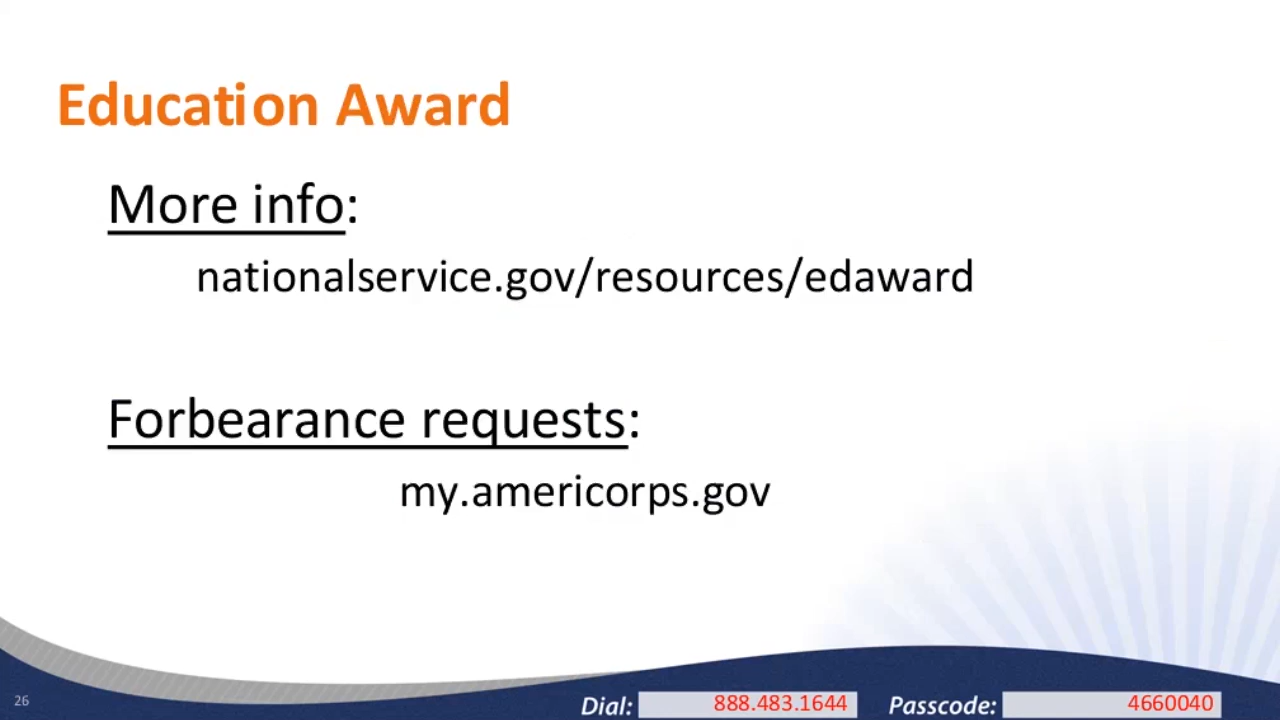 Education Award
More info:
nationalservice.gov/resources/edaward
Forbearance requests:
my.americorps.gov
26
Dial: 888.483.1644 Passcode: 4660040